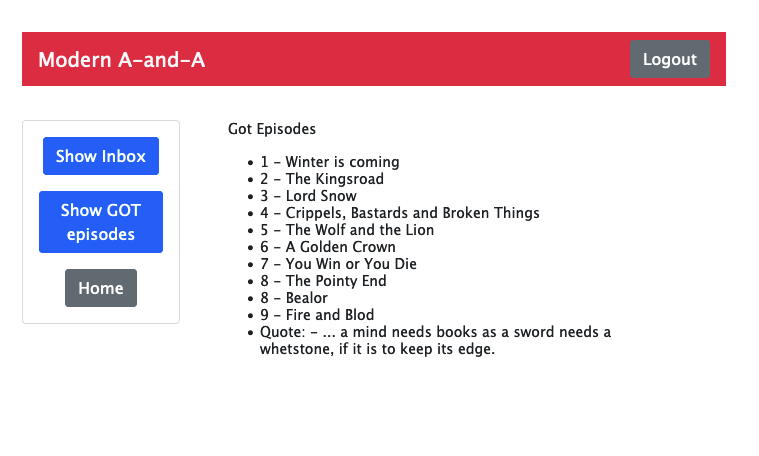 Modern A-and-A
Logout
Show Inbox
Show GOT
episodes
Home
Got Episodes
1 - Winter is coming
2 - The Kingsroad
3 - Lord Snow
4 - Crippels, Bastards and Broken Things
5 - The Wolf and the Lion
6 - A Golden Crown
7 - You Win or You Die
8 - The Pointy End
8 - Bealor
9 - Fire and Blod
Quote: - ... a mind needs books as a sword needs a
whetstone, if it is to keep its edge.